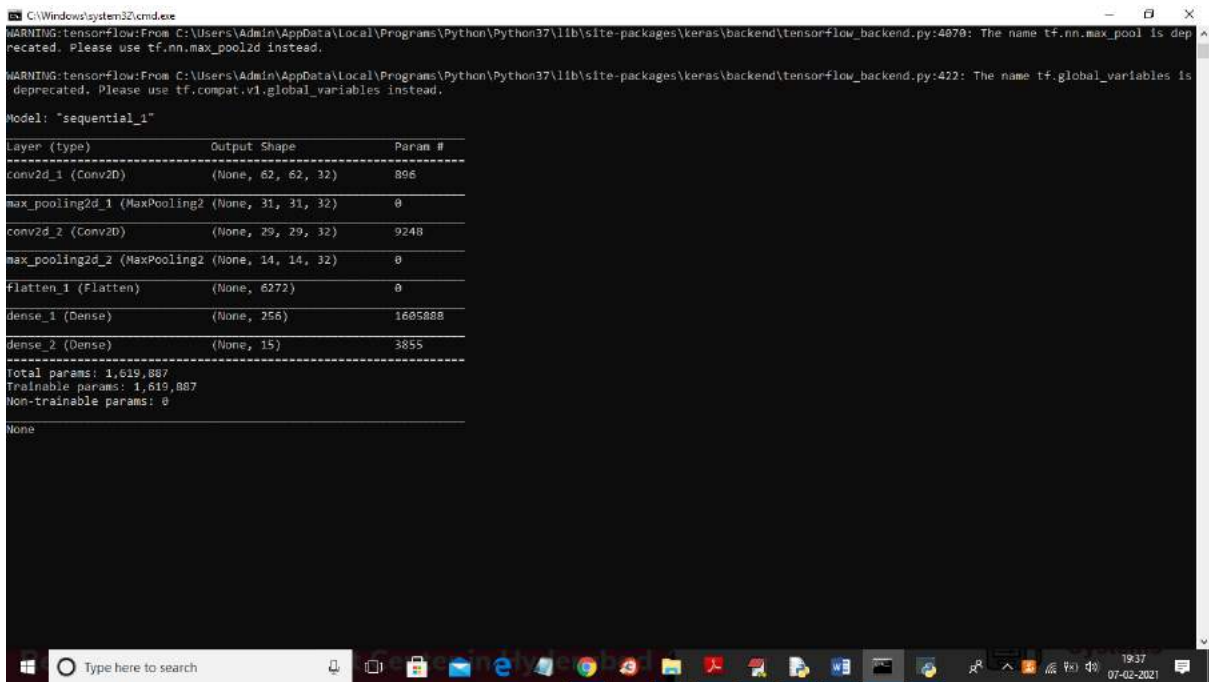 C:\Windows\system32\cmd.exe
WARNING:tensorflow:From C:\Users\Admin\AppData\Local\Programs\Python\Python37\lib\site-packages\keras\backend\tensorflow_backend.py:4070: The name tf.nn.max_pool is dep
recated. Please use tf.nn.max_pool2d instead.
WARNING:tensorflow:From C:\Users\Admin\AppData\Local\Programs\Python\Python37\lib\site-packages\keras\backend\tensorflow_backend.py:422: The name tf.global_variables is
deprecated. Please use tf.compat.v1.global_variables instead.
Model: "sequential_1"
Layer (type) Output Shape Param #
conv2d_1 (Conv2D) (None, 62, 62, 32) 896
max_pooling2d_1 (MaxPooling2 (None, 31, 31, 32) 0
conv2d_2 (Conv2D) (None, 29, 29, 32) 9248
max_pooling2d_2 (MaxPooling2 (None, 14, 14, 32) 0
flatten_1 (Flatten) (None, 6272) 0
dense_1 (Dense) (None, 256) 1605888
dense_2 (Dense) (None, 15) 3855
Total params: 1,619,887
Trainable params: 1,619,887
Non-trainable params: 0
None
Type here to search
19:37
07-02-2021